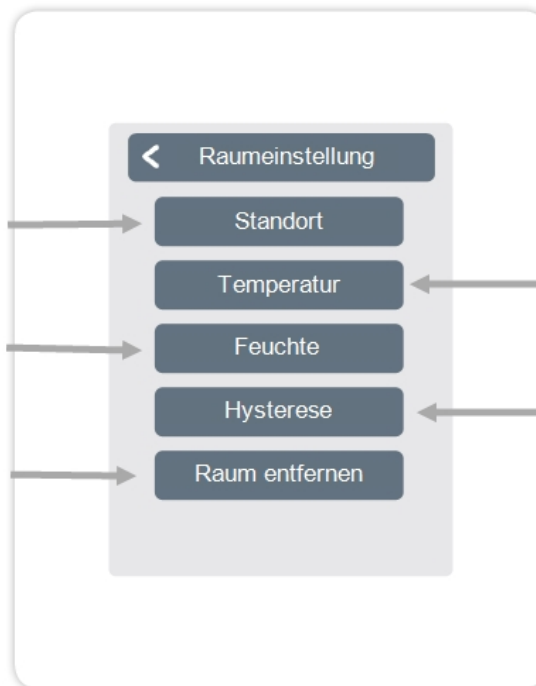 Raumeinstellung
Standort
Temperatur
Feuchte
Hysterese
Raum entfernen